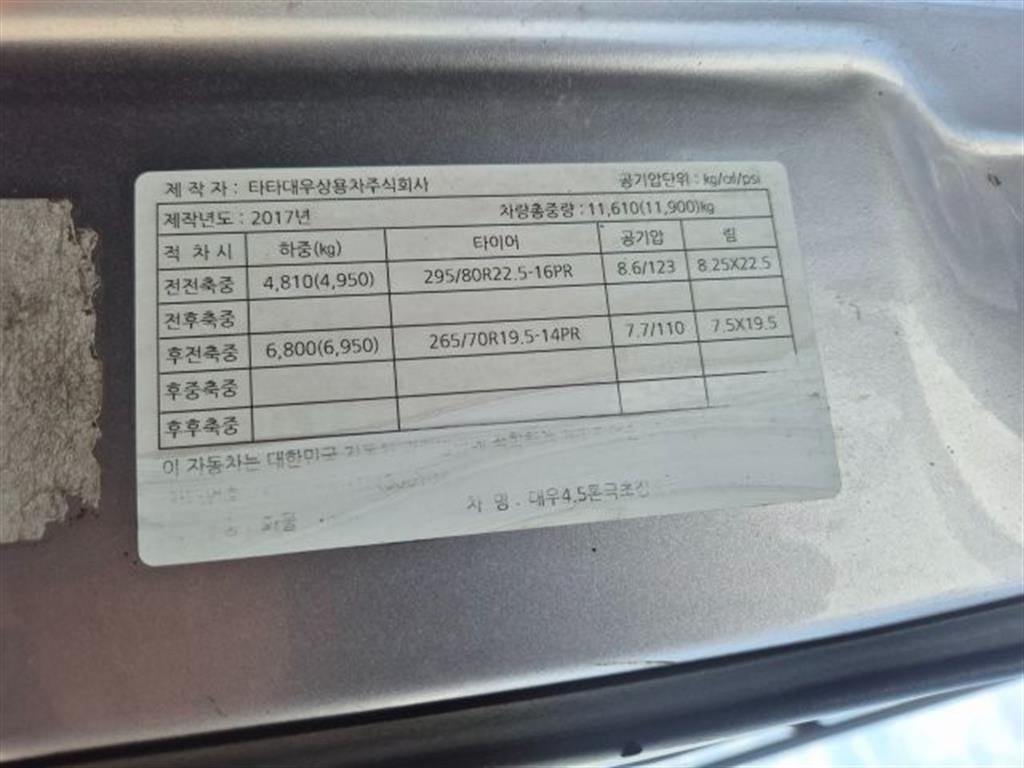 제 작 자 : 타타대우상용차주식회사 공기압단위 : kg/㎠/psi
제작년도 : 2017년 차량총중량 : 11,610(11,900)kg
적 차 시 하중(kg) 타이어 공기압 림
전전축중 4,810(4,950) 295/80R22.5-16PR 8.6/123 8.25X22.5
전후축중
후전축중 6,800(6,950) 265/70R19.5-14PR 7.7/110 7.5X19.5
후중축중
후후축중
이 자동차는 대한민국
차 명 : 대우4.5톤극초장